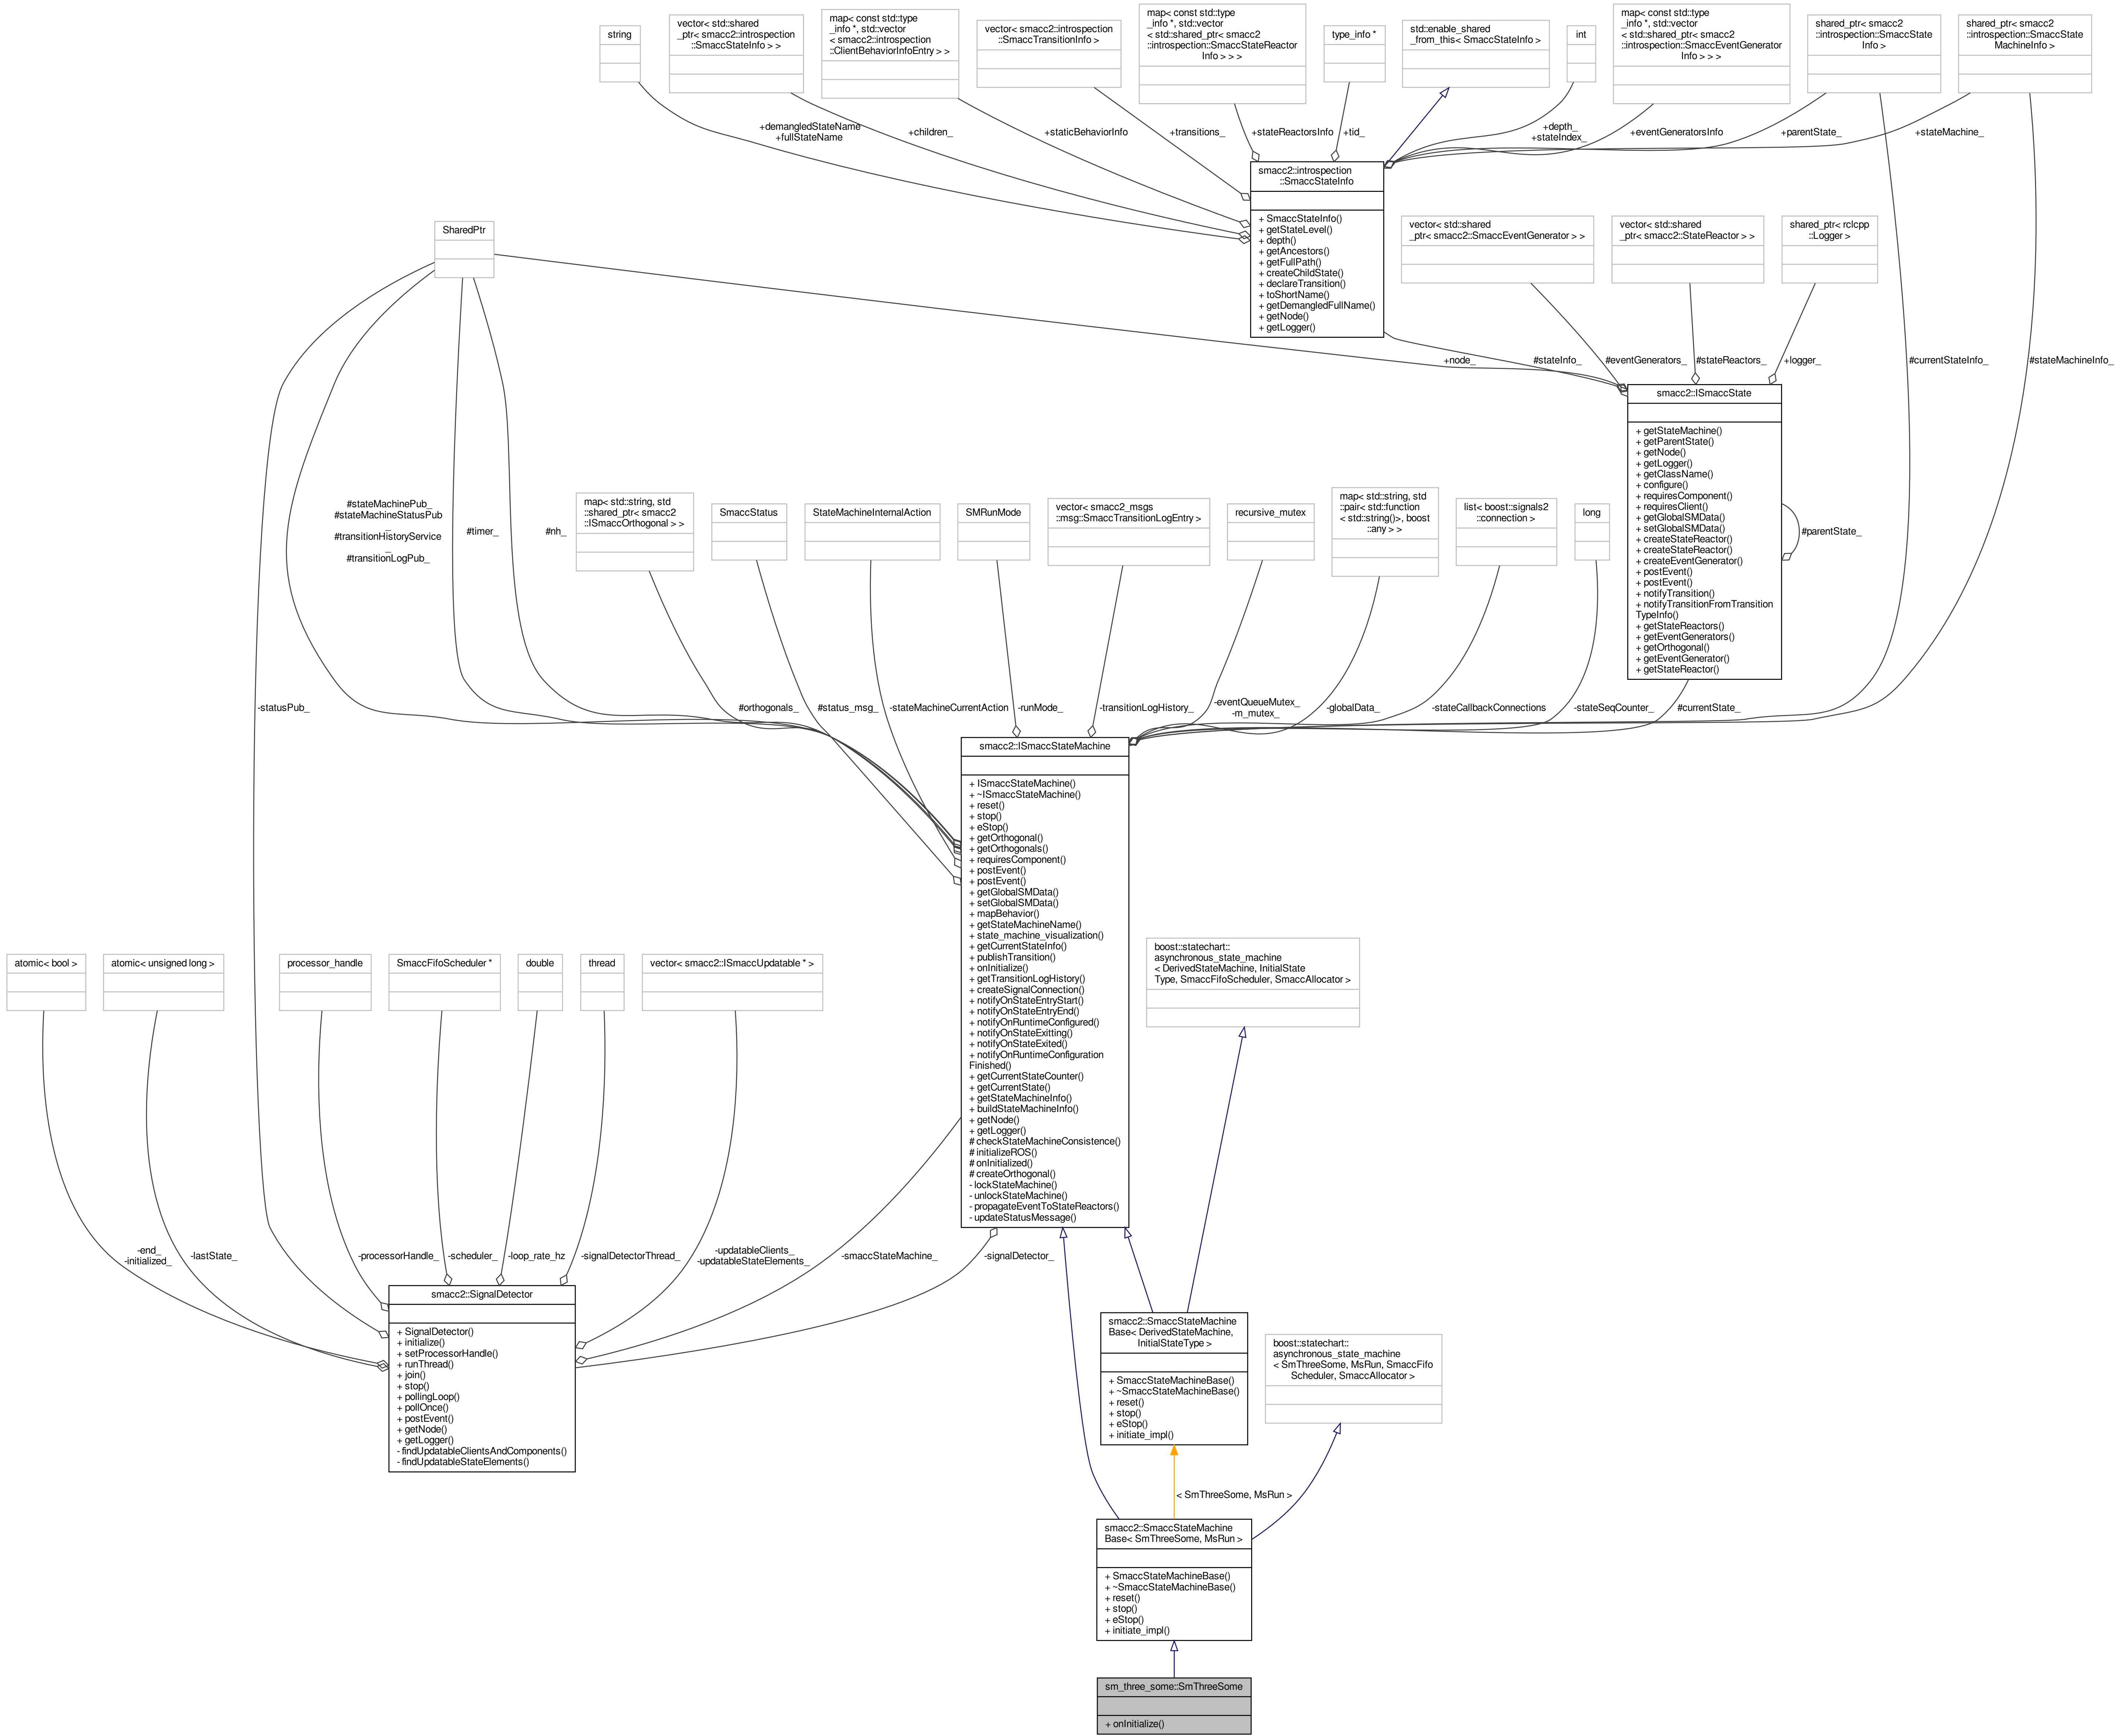 string
vector< std::shared
_ptr< smacc2::introspection
::SmaccStateInfo > >
map< const std::type
_info *, std::vector
< smacc2::introspection
::ClientBehaviorInfoEntry > >
vector< smacc2::introspection
::SmaccTransitionInfo >
map< const std::type
_info *, std::vector
< std::shared_ptr< smacc2
::introspection::SmaccStateReactor
Info > > >
type_info *
std::enable_shared
_from_this< SmaccStateInfo >
int
map< const std::type
_info *, std::vector
< std::shared_ptr< smacc2
::introspection::SmaccEventGenerator
Info > > >
shared_ptr< smacc2
::introspection::SmaccState
Info >
shared_ptr< smacc2
::introspection::SmaccState
MachineInfo >
+demangledStateName
+fullStateName
+children_
+staticBehaviorInfo
+transitions_
+stateReactorsInfo
+tid_
+depth_
+stateIndex_
+eventGeneratorsInfo
+parentState_
+stateMachine_
smacc2::introspection
::SmaccStateInfo
+ SmaccStateInfo()
+ getStateLevel()
+ depth()
+ getAncestors()
+ getFullPath()
+ createChildState()
+ declareTransition()
+ toShortName()
+ getDemangledFullName()
+ getNode()
+ getLogger()
SharedPtr
vector< std::shared
_ptr< smacc2::SmaccEventGenerator > >
vector< std::shared
_ptr< smacc2::StateReactor > >
shared_ptr< rclcpp
::Logger >
+node_
#stateInfo_
#eventGenerators_
#stateReactors_
+logger_
#currentStateInfo_
#stateMachineInfo_
smacc2::ISmaccState
+ getStateMachine()
+ getParentState()
+ getNode()
+ getLogger()
+ getClassName()
+ configure()
+ requiresComponent()
+ requiresClient()
+ getGlobalSMData()
+ setGlobalSMData()
+ createStateReactor()
+ createStateReactor()
+ createEventGenerator()
+ postEvent()
+ postEvent()
+ notifyTransition()
+ notifyTransitionFromTransition
TypeInfo()
+ getStateReactors()
+ getEventGenerators()
+ getOrthogonal()
+ getEventGenerator()
+ getStateReactor()
#parentState_
#stateMachinePub_
#stateMachineStatusPub
_
#transitionHistoryService
_
#transitionLogPub_
#timer_
#nh_
map< std::string, std
::shared_ptr< smacc2
::ISmaccOrthogonal > >
SmaccStatus
StateMachineInternalAction
SMRunMode
vector< smacc2_msgs
::msg::SmaccTransitionLogEntry >
recursive_mutex
map< std::string, std
::pair< std::function
< std::string()>, boost
::any > >
list< boost::signals2
::connection >
long
-statusPub_
#orthogonals_
#status_msg_
-stateMachineCurrentAction
-runMode_
-transitionLogHistory_
-eventQueueMutex_
-m_mutex_
-globalData_
-stateCallbackConnections
-stateSeqCounter_
#currentState_
smacc2::ISmaccStateMachine
+ ISmaccStateMachine()
+ ~ISmaccStateMachine()
+ reset()
+ stop()
+ eStop()
+ getOrthogonal()
+ getOrthogonals()
+ requiresComponent()
+ postEvent()
+ postEvent()
+ getGlobalSMData()
+ setGlobalSMData()
+ mapBehavior()
+ getStateMachineName()
+ state_machine_visualization()
+ getCurrentStateInfo()
+ publishTransition()
+ onInitialize()
+ getTransitionLogHistory()
+ createSignalConnection()
+ notifyOnStateEntryStart()
+ notifyOnStateEntryEnd()
+ notifyOnRuntimeConfigured()
+ notifyOnStateExitting()
+ notifyOnStateExited()
+ notifyOnRuntimeConfiguration
Finished()
+ getCurrentStateCounter()
+ getCurrentState()
+ getStateMachineInfo()
+ buildStateMachineInfo()
+ getNode()
+ getLogger()
# checkStateMachineConsistence()
# initializeROS()
# onInitialized()
# createOrthogonal()
- lockStateMachine()
- unlockStateMachine()
- propagateEventToStateReactors()
- updateStatusMessage()
atomic< bool >
atomic< unsigned long >
processor_handle
SmaccFifoScheduler *
double
thread
vector< smacc2::ISmaccUpdatable * >
boost::statechart::
asynchronous_state_machine
< DerivedStateMachine, InitialState
Type, SmaccFifoScheduler, SmaccAllocator >
-end_
-initialized_
-lastState_
-processorHandle_
-scheduler_
-loop_rate_hz
-signalDetectorThread_
-updatableClients_
-updatableStateElements_
-smaccStateMachine_
-signalDetector_
smacc2::SignalDetector
+ SignalDetector()
+ initialize()
+ setProcessorHandle()
+ runThread()
+ join()
+ stop()
+ pollingLoop()
+ pollOnce()
+ postEvent()
+ getNode()
+ getLogger()
- findUpdatableClientsAndComponents()
- findUpdatableStateElements()
smacc2::SmaccStateMachine
Base< DerivedStateMachine,
InitialStateType >
+ SmaccStateMachineBase()
+ ~SmaccStateMachineBase()
+ reset()
+ stop()
+ eStop()
+ initiate_impl()
boost::statechart::
asynchronous_state_machine
< SmThreeSome, MsRun, SmaccFifo
Scheduler, SmaccAllocator >
< SmThreeSome, MsRun >
smacc2::SmaccStateMachine
Base< SmThreeSome, MsRun >
+ SmaccStateMachineBase()
+ ~SmaccStateMachineBase()
+ reset()
+ stop()
+ eStop()
+ initiate_impl()
sm_three_some::SmThreeSome
+ onInitialize()